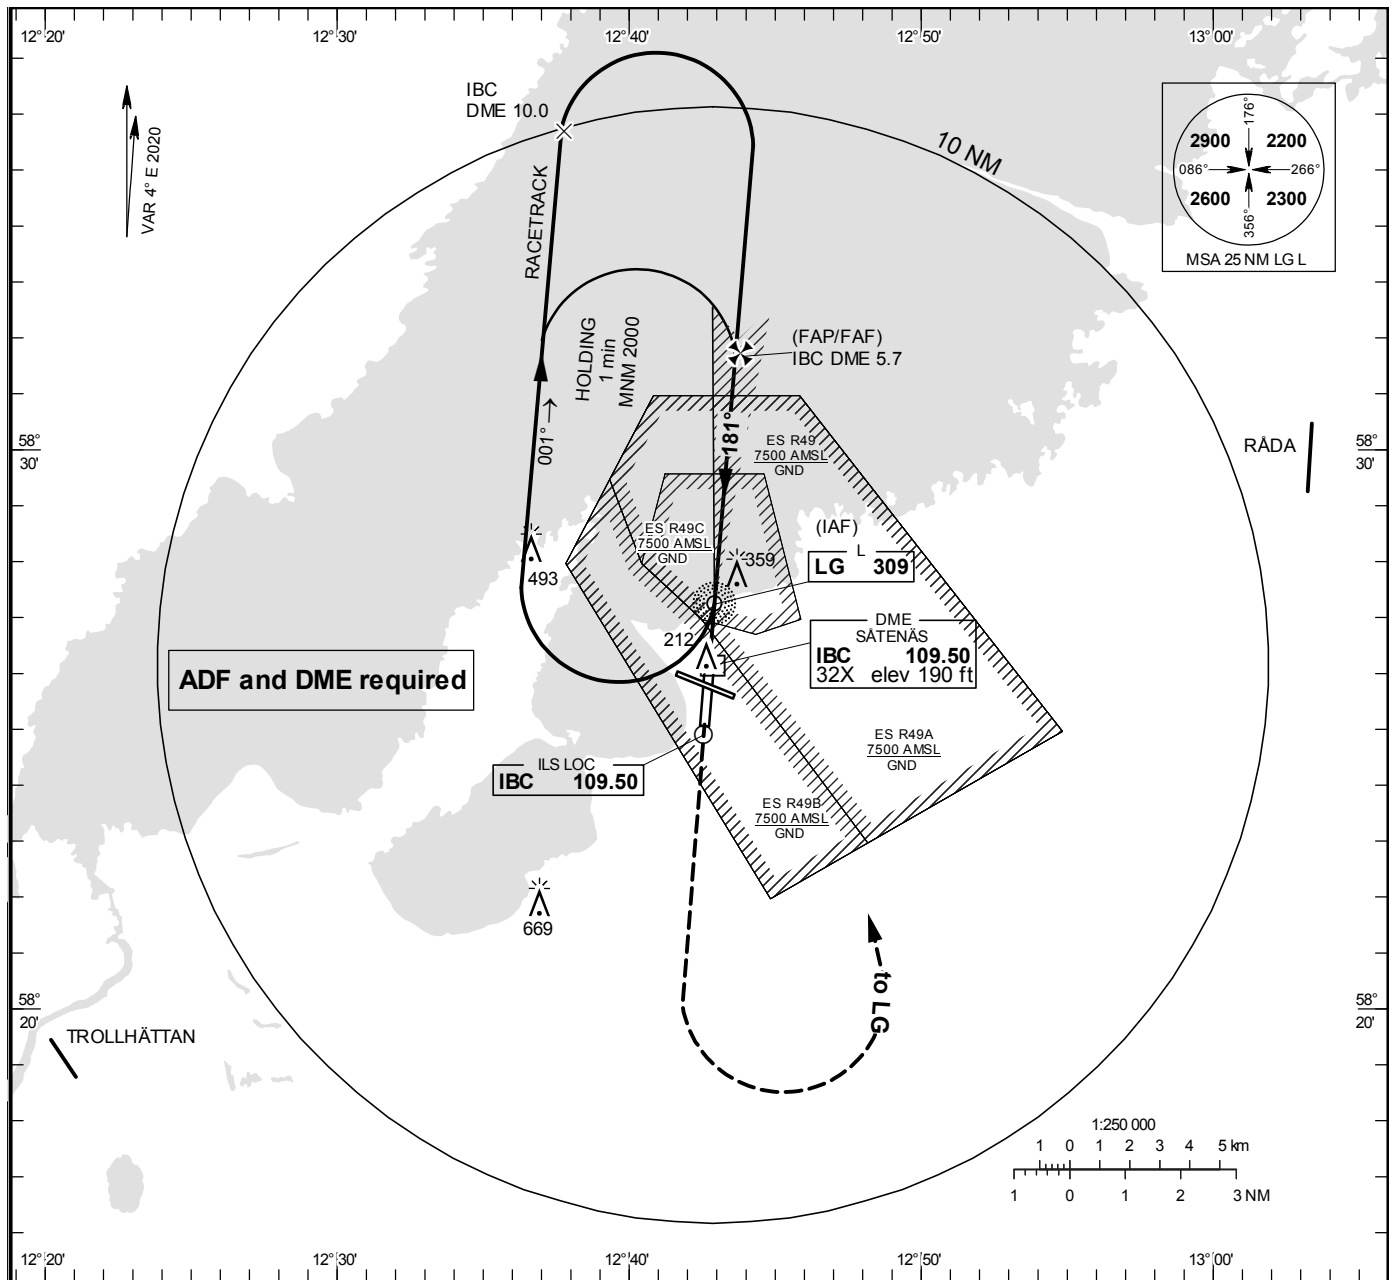 12°20'
12°30'
12°40'
12°50'
13°00'
VAR 4° E 2020
IBC
DME 10.0
10 NM
2900
2200
2600
2300
176°
086°
266°
356°
MSA 25 NM LG L
RACETRACK
HOLDING
1 min
MNM 2000
(FAP/FAF)
IBC DME 5.7
001°
181°
58°
30'
RÅDA
58°
30'
ES R49
7500 AMSL
GND
ES R49C
7500 AMSL
GND
(IAF)
L
LG 309
359
493
212
DME
SÅTENÄS
IBC 109.50
32X elev 190 ft
ADF and DME required
ES R49A
7500 AMSL
GND
ILS LOC
IBC 109.50
ES R49B
7500 AMSL
GND
669
to LG
58°
20'
58°
20'
TROLLHÄTTAN
1:250 000
1 0 1 2 3 4 5 km
1 0 1 2 3 NM
12°20'
12°30'
12°40'
12°50'
13°00'